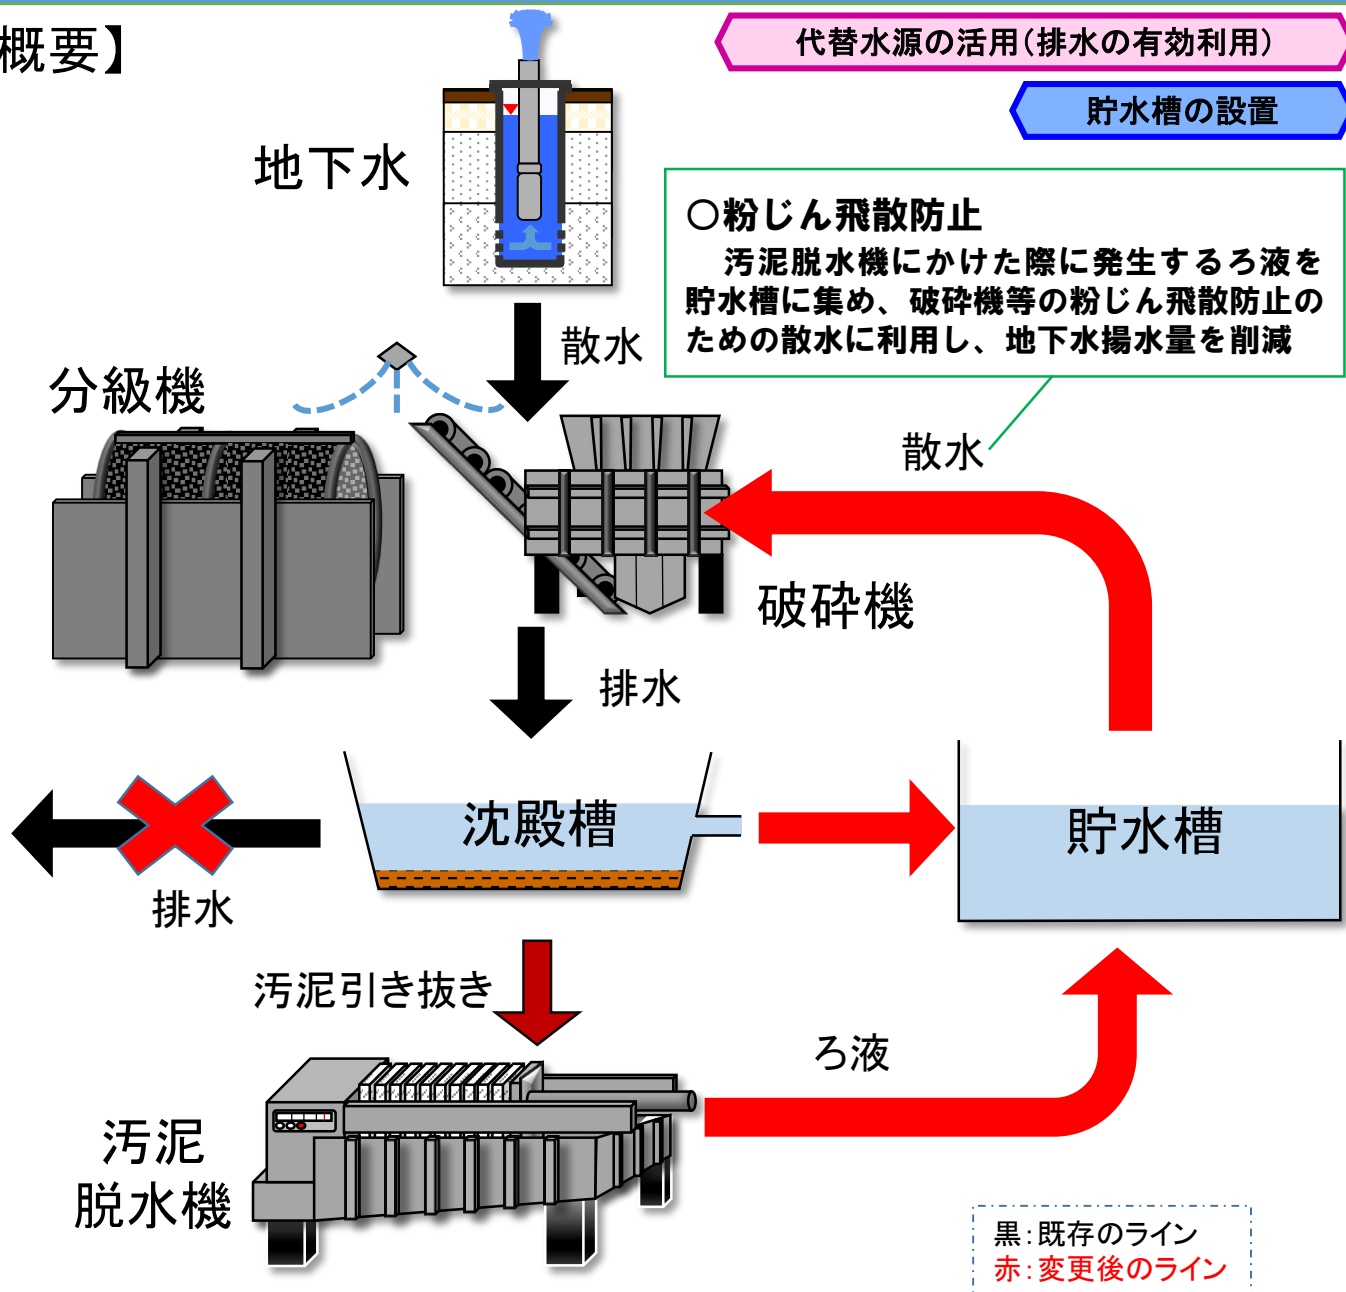 概要】
代替水源の活用(排水の有効利用)
貯水槽の設置
地下水
○粉じん飛散防止
汚泥脱水機にかけた際に発生するろ液を
貯水槽に集め、破砕機等の粉じん飛散防止の
ための散水に利用し、地下水揚水量を削減
散水
分級機
散水
破砕機
排水
沈殿槽
貯水槽
排水
汚泥引き抜き
ろ液
汚泥
脱水機
黒:既存のライン
赤:変更後のライン